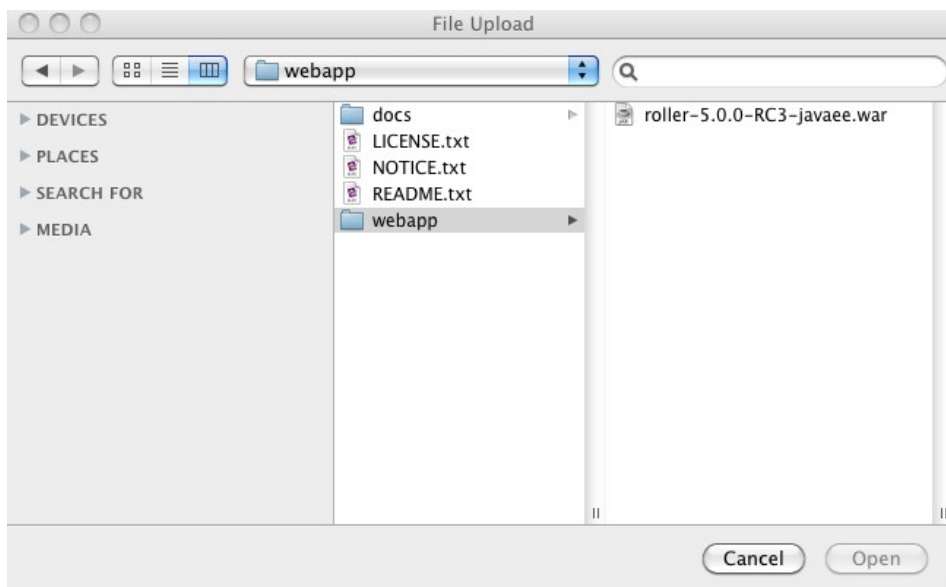 File Upload
webapp
DEVICES
PLACES
SEARCH FOR
MEDIA
docs
LICENSE.txt
NOTICE.txt
README.txt
webapp
roller-5.0.0-RC3-javaee.war
Cancel
Open